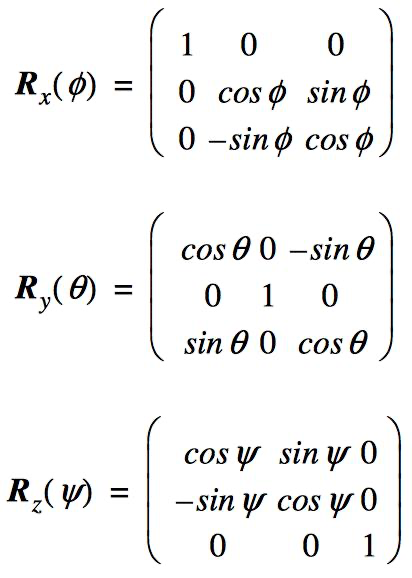 1 0 0
R_x(ϕ) = 0 cos ϕ sin ϕ
0 −sin ϕ cos ϕ
cos θ 0 −sin θ
R_y(θ) = 0 1 0
sin θ 0 cos θ
cos ψ sin ψ 0
R_z(ψ) = −sin ψ cos ψ 0
0 0 1